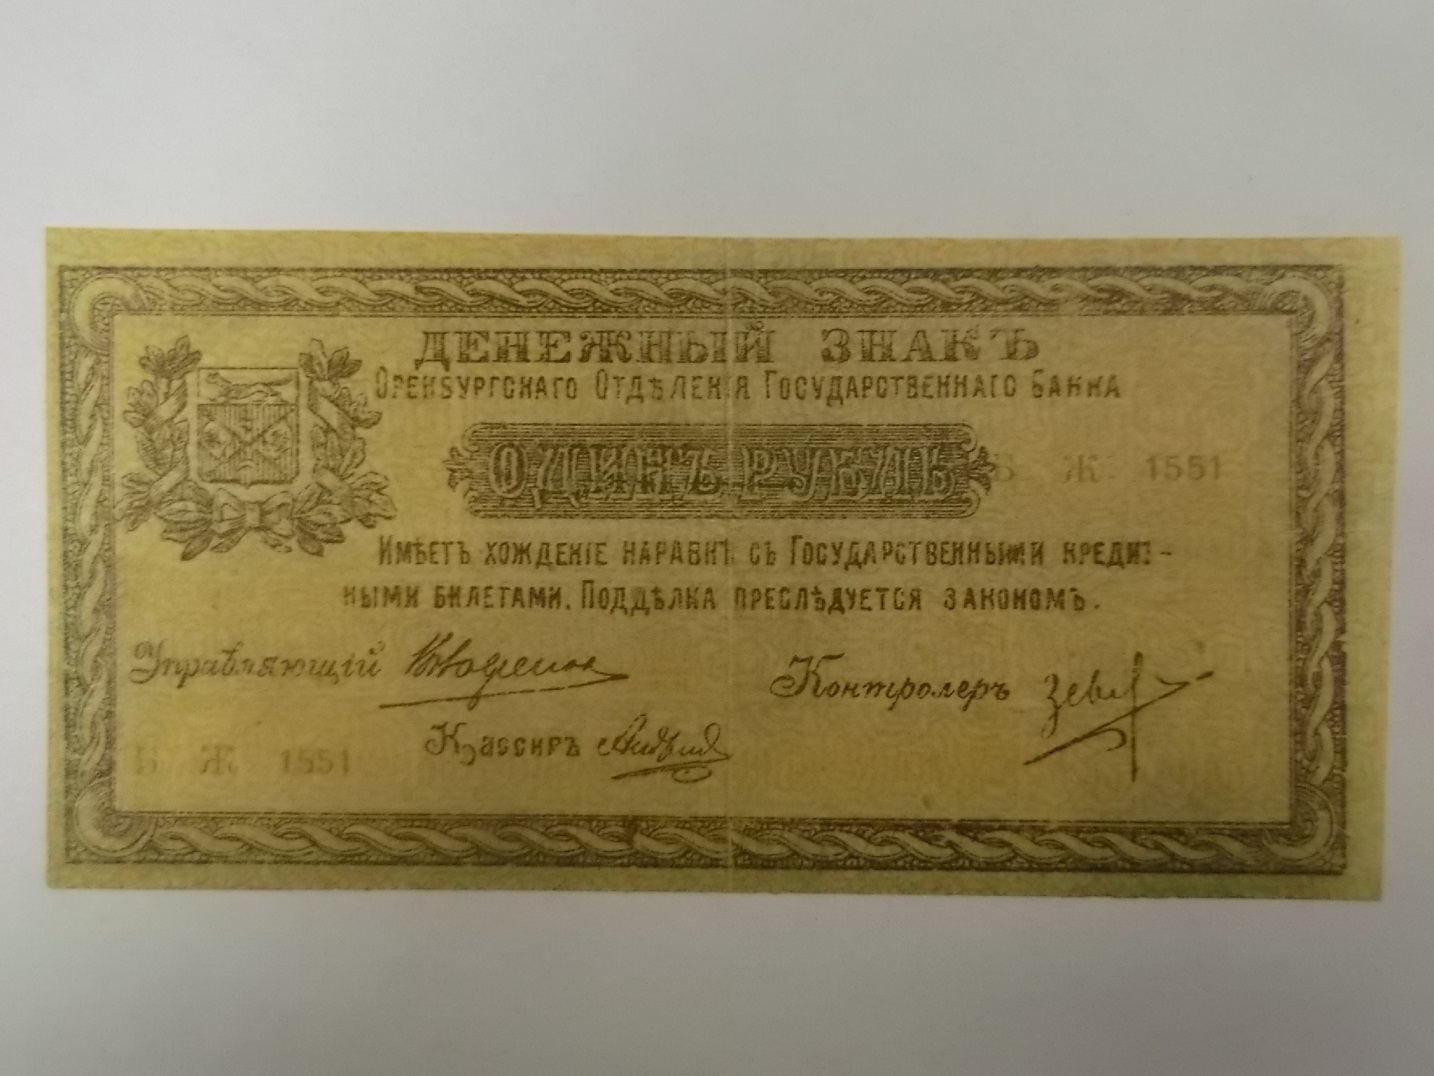 ДЕНЕЖНЫЙ ЗНАКЪ
ОРЕНБУРГСКАГО ОТДѢЛЕНІЯ ГОСУДАРСТВЕННАГО БАНКА
ОДИНЪ РУБЛЬ
Б Ж 1551
ИМѢЕТЪ ХОЖДЕНІЕ НАРАВНѢ СЪ ГОСУДАРСТВЕННЫМИ КРЕДИТ-
НЫМИ БИЛЕТАМИ. ПОДДѢЛКА ПРЕСЛѢДУЕТСЯ ЗАКОНОМЪ.
Управляющій
Контролеръ
Кассиръ
Б Ж 1551